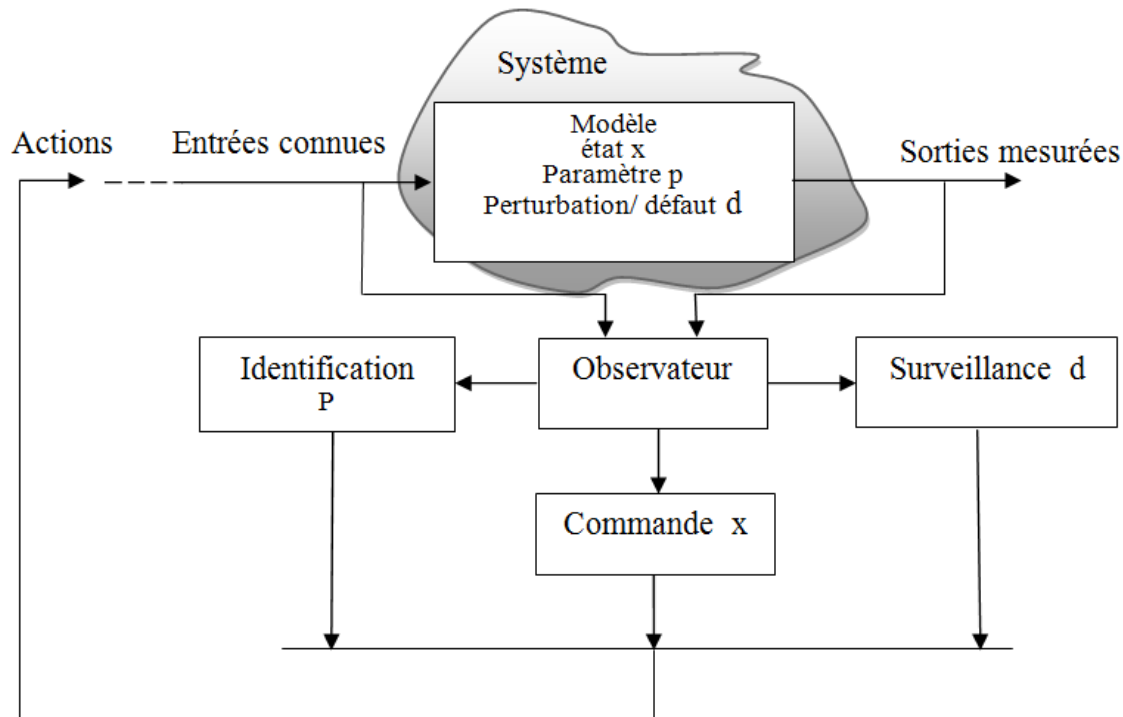 Système
Modèle
état x
Paramètre p
Perturbation/ défaut d
Actions
Entrées connues
Sorties mesurées
Identification
P
Observateur
Surveillance d
Commande x